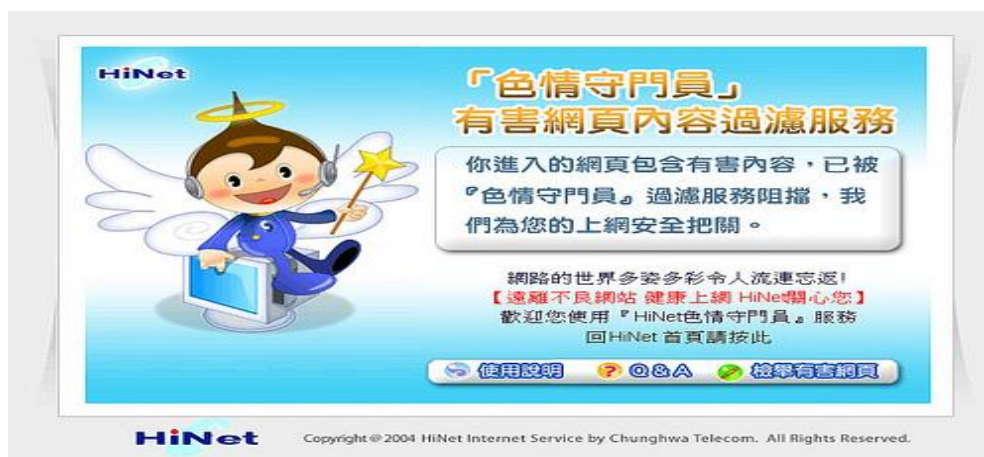 HiNet
「色情守門員」
有害網頁內容過濾服務
你進入的網頁包含有害內容，已被
『色情守門員』過濾服務阻擋，我
們為您的上網安全把關。
網路的世界多姿多彩令人流連忘返!
【遠離不良網站 健康上網 HiNet關心您】
歡迎您使用『HiNet色情守門員』服務
回HiNet 首頁請按此
使用說明 Q & A 檢舉有害網頁
HiNet Copyright © 2004 HiNet Internet Service by Chunghwa Telecom. All Rights Reserved.